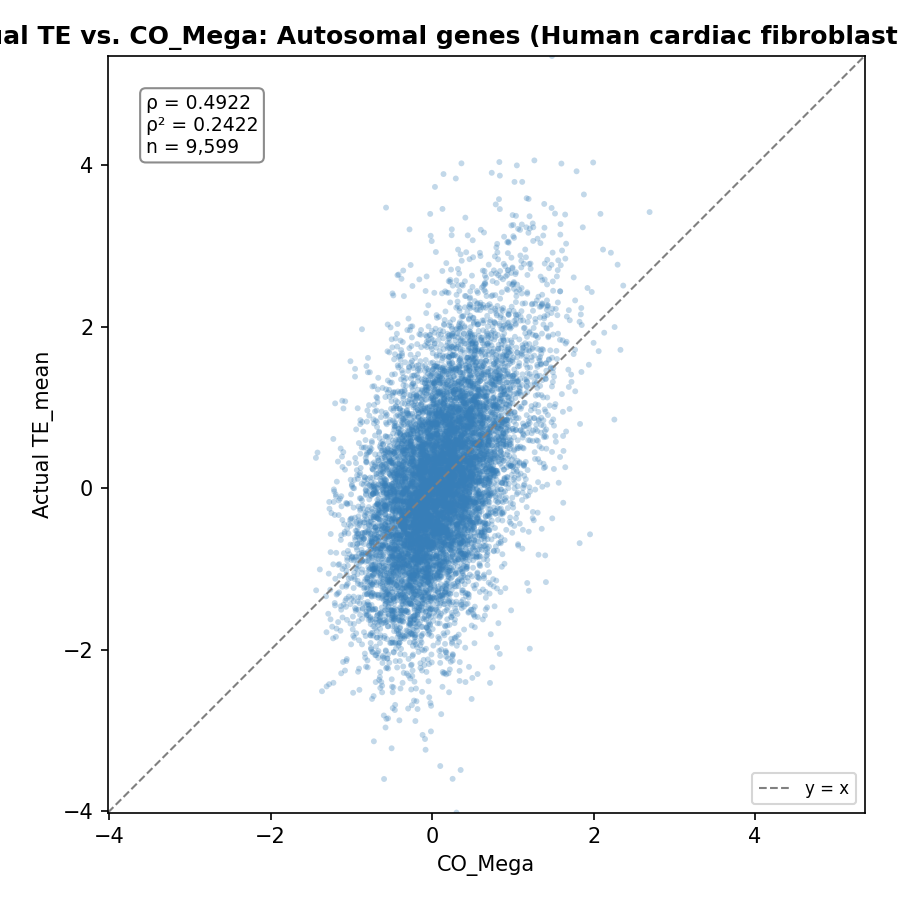 TE vs. CO_Mega: Autosomal genes (Human cardiac fibroblast
ρ = 0.4922
ρ² = 0.2422
n = 9,599
4
2
0
−2
−4
Actual TE_mean
y = x
−4
−2
0
2
4
CO_Mega